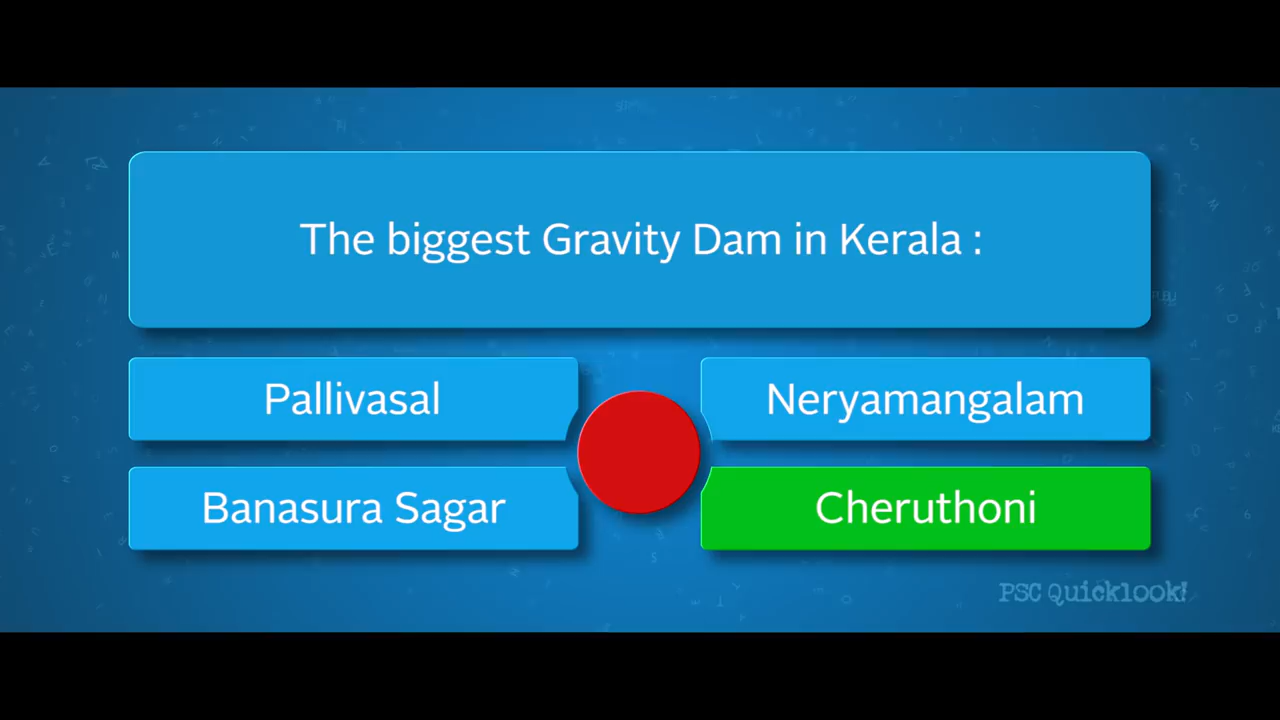 The biggest Gravity Dam in Kerala :
Pallivasal
Neryamangalam
Banasura Sagar
Cheruthoni
PSC Quicklook!